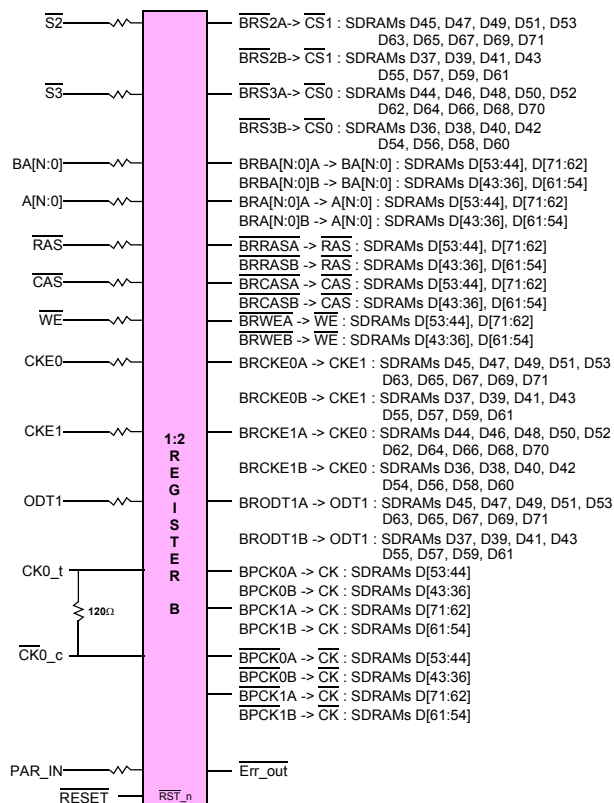 S2
BRS2A-> CS1 : SDRAMs D45, D47, D49, D51, D53
D63, D65, D67, D69, D71
BRS2B-> CS1 : SDRAMs D37, D39, D41, D43
D55, D57, D59, D61
S3
BRS3A-> CS0 : SDRAMs D44, D46, D48, D50, D52
D62, D64, D66, D68, D70
BRS3B-> CS0 : SDRAMs D36, D38, D40, D42
D54, D56, D58, D60
BA[N:0]
BRBA[N:0]A -> BA[N:0] : SDRAMs D[53:44], D[71:62]
BRBA[N:0]B -> BA[N:0] : SDRAMs D[43:36], D[61:54]
A[N:0]
BRA[N:0]A -> A[N:0] : SDRAMs D[53:44], D[71:62]
BRA[N:0]B -> A[N:0] : SDRAMs D[43:36], D[61:54]
RAS
BRRASA -> RAS : SDRAMs D[53:44], D[71:62]
BRRASB -> RAS : SDRAMs D[43:36], D[61:54]
CAS
BRCASA -> CAS : SDRAMs D[53:44], D[71:62]
BRCASB -> CAS : SDRAMs D[43:36], D[61:54]
WE
BRWEA -> WE : SDRAMs D[53:44], D[71:62]
BRWEB -> WE : SDRAMs D[43:36], D[61:54]
CKE0
BRCKE0A -> CKE1 : SDRAMs D45, D47, D49, D51, D53
D63, D65, D67, D69, D71
BRCKE0B -> CKE1 : SDRAMs D37, D39, D41, D43
D55, D57, D59, D61
CKE1
BRCKE1A -> CKE0 : SDRAMs D44, D46, D48, D50, D52
D62, D64, D66, D68, D70
BRCKE1B -> CKE0 : SDRAMs D36, D38, D40, D42
D54, D56, D58, D60
ODT1
BRODT1A -> ODT1 : SDRAMs D45, D47, D49, D51, D53
D63, D65, D67, D69, D71
BRODT1B -> ODT1 : SDRAMs D37, D39, D41, D43
D55, D57, D59, D61
1:2
R
E
G
I
S
T
E
R
B
CK0_t
120Ω
CK0_c
BPCK0A -> CK : SDRAMs D[53:44]
BPCK0B -> CK : SDRAMs D[43:36]
BPCK1A -> CK : SDRAMs D[71:62]
BPCK1B -> CK : SDRAMs D[61:54]
BPCK0A -> CK : SDRAMs D[53:44]
BPCK0B -> CK : SDRAMs D[43:36]
BPCK1A -> CK : SDRAMs D[71:62]
BPCK1B -> CK : SDRAMs D[61:54]
PAR_IN
Err_out
RESET
RST_n